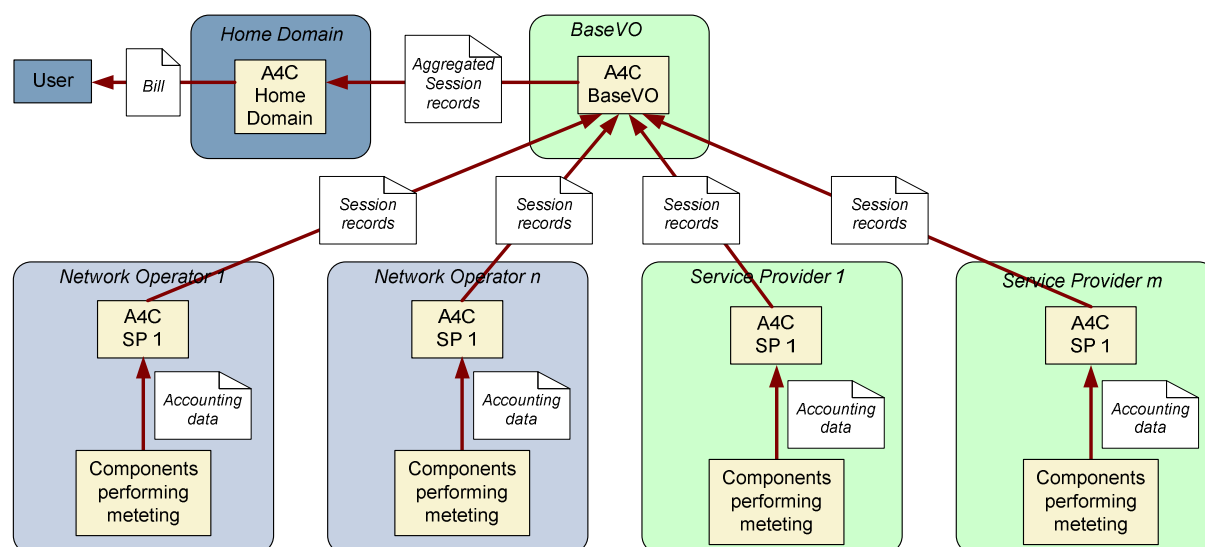 Home Domain
BaseVO
User
Bill
A4C
Home
Domain
Aggregated
Session
records
A4C
BaseVO
Session
records
Session
records
Session
records
Session
records
Network Operator 1
Network Operator n
Service Provider 1
Service Provider m
A4C
SP 1
A4C
SP 1
A4C
SP 1
A4C
SP 1
Accounting
data
Accounting
data
Accounting
data
Accounting
data
Components
performing
meteting
Components
performing
meteting
Components
performing
meteting
Components
performing
meteting